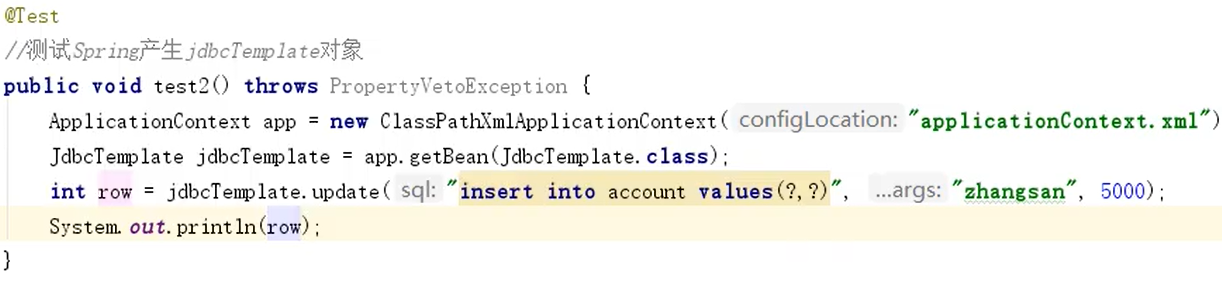 @Test
//测试Spring产生jdbcTemplate对象
public void test2() throws PropertyVetoException {
    ApplicationContext app = new ClassPathXmlApplicationContext( configLocation: "applicationContext.xml")
    JdbcTemplate jdbcTemplate = app.getBean(JdbcTemplate.class);
    int row = jdbcTemplate.update( sql: "insert into account values(?,?)", ...args: "zhangsan", 5000);
    System.out.println(row);
}